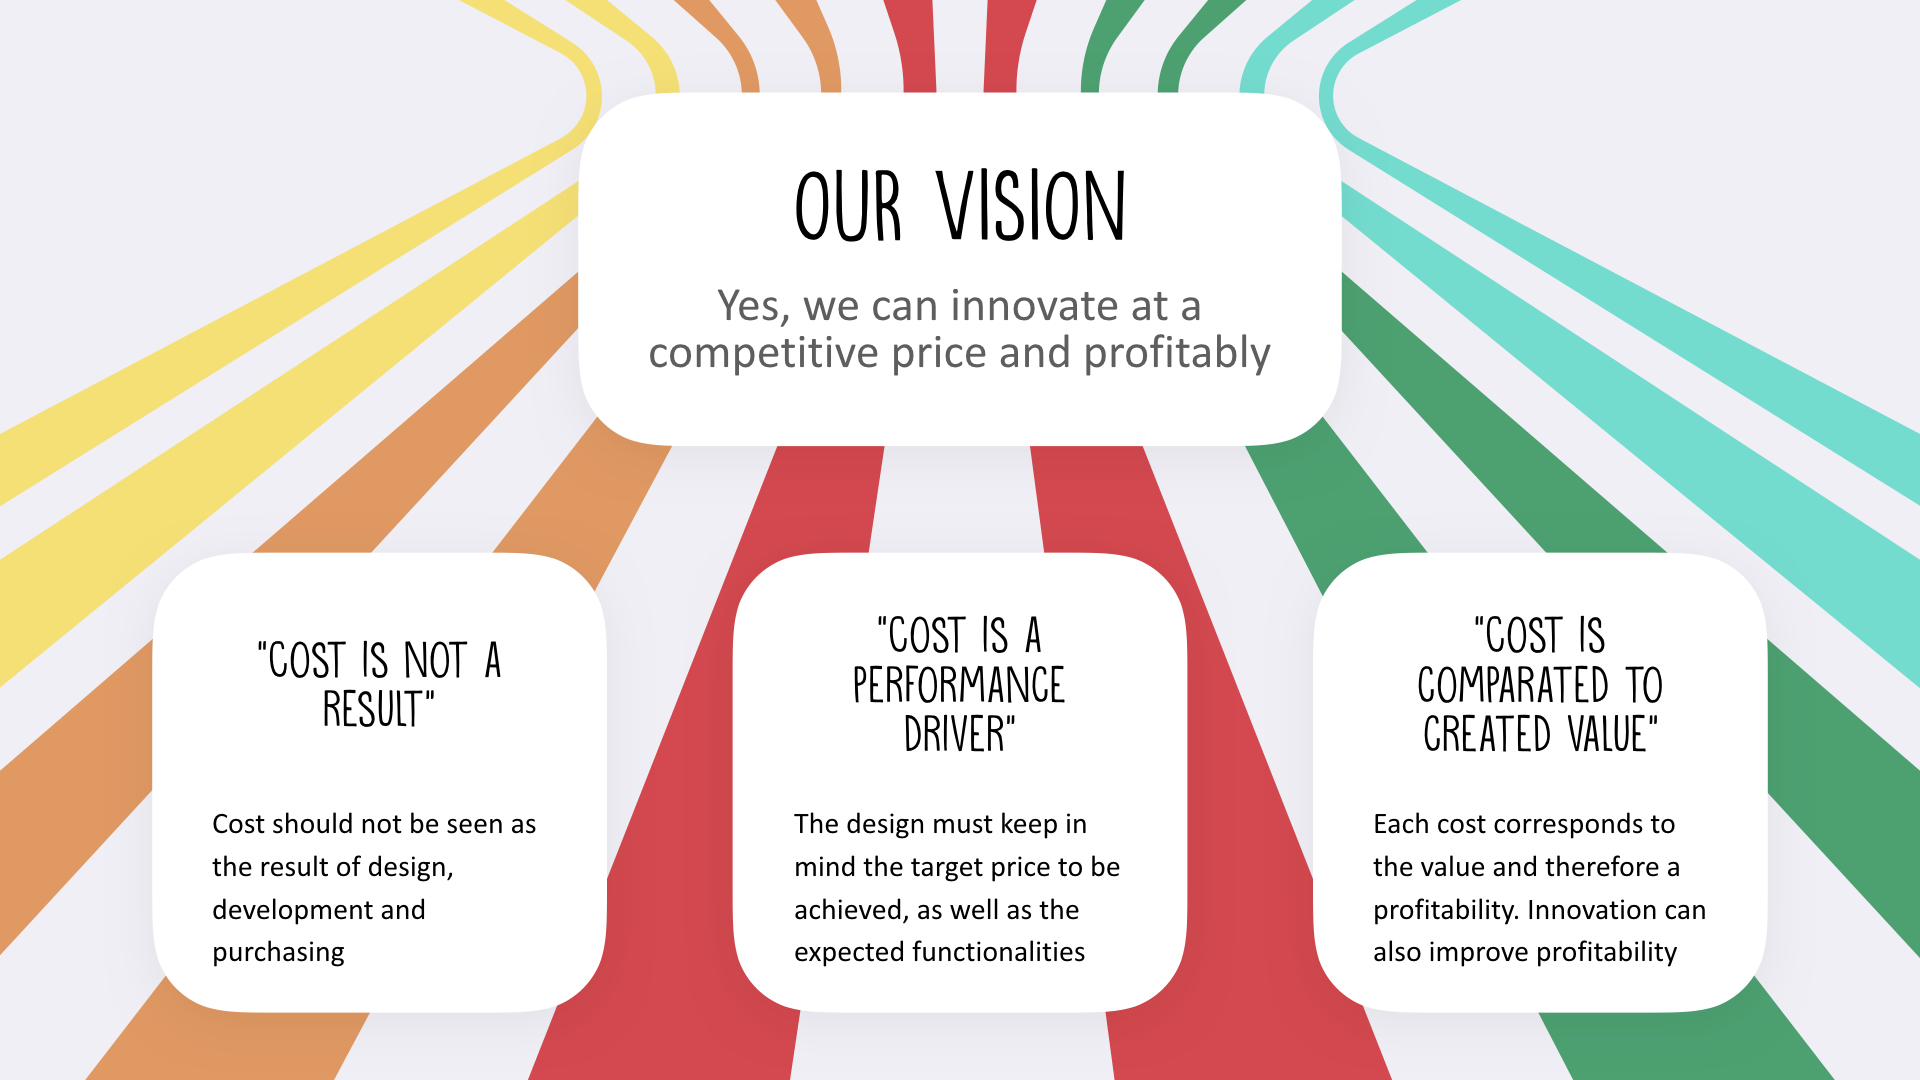 OUR VISION
Yes, we can innovate at a
competitive price and profitably
"COST IS NOT A
RESULT"
Cost should not be seen as
the result of design,
development and
purchasing
"COST IS A
PERFORMANCE
DRIVER"
The design must keep in
mind the target price to be
achieved, as well as the
expected functionalities
"COST IS
COMPARATED TO
CREATED VALUE"
Each cost corresponds to
the value and therefore a
profitability. Innovation can
also improve profitability